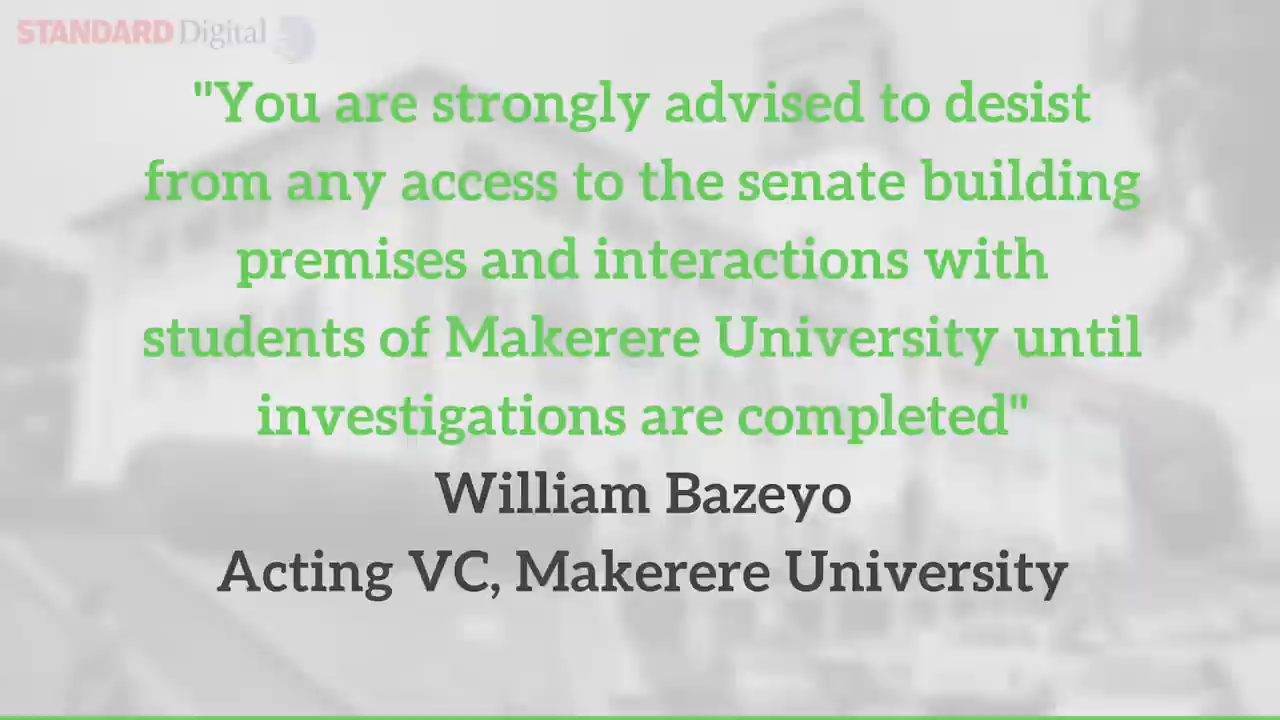 STANDARD Digital
"You are strongly advised to desist
from any access to the senate building
premises and interactions with
students of Makerere University until
investigations are completed"
William Bazeyo
Acting VC, Makerere University